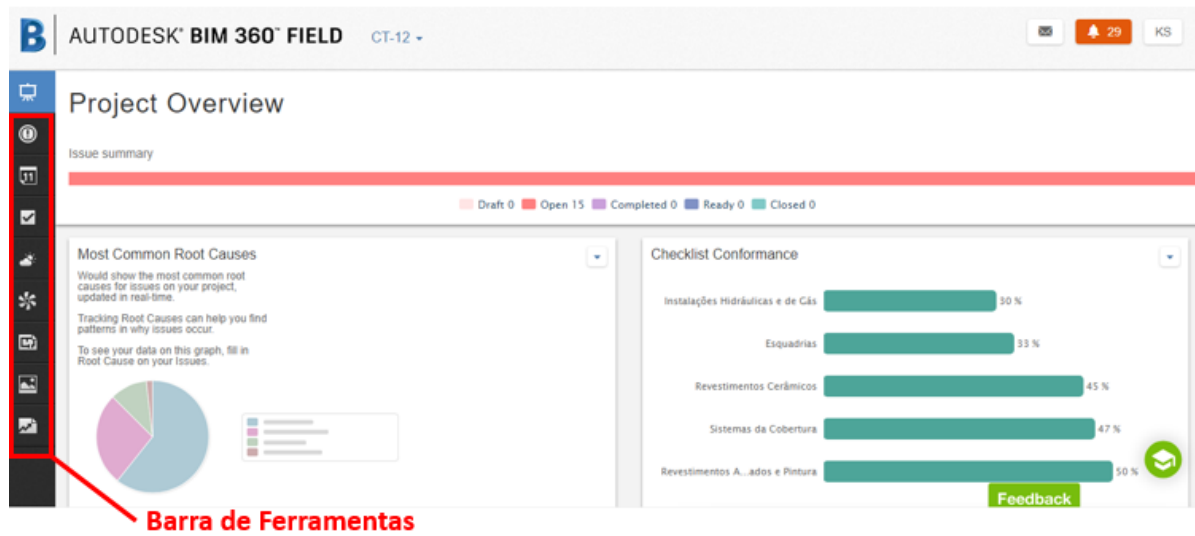 B AUTODESK® BIM 360™ FIELD CT-12
29
KS
Project Overview
11
Issue summary
Draft 0 Open 15 Completed 0 Ready 0 Closed 0
Most Common Root Causes
Would show the most common root
causes for issues on your project,
updated in real-time.
Tracking Root Causes can help you find
patterns in why issues occur.
To see your data on this graph, fill in
Root Cause on your Issues.
Checklist Conformance
Instalações Hidráulicas e de Gás 30 %
Esquadrias 33 %
Revestimentos Cerâmicos 45 %
Sistemas da Cobertura 47 %
Revestimentos A...ados e Pintura 50 %
Feedback
Barra de Ferramentas